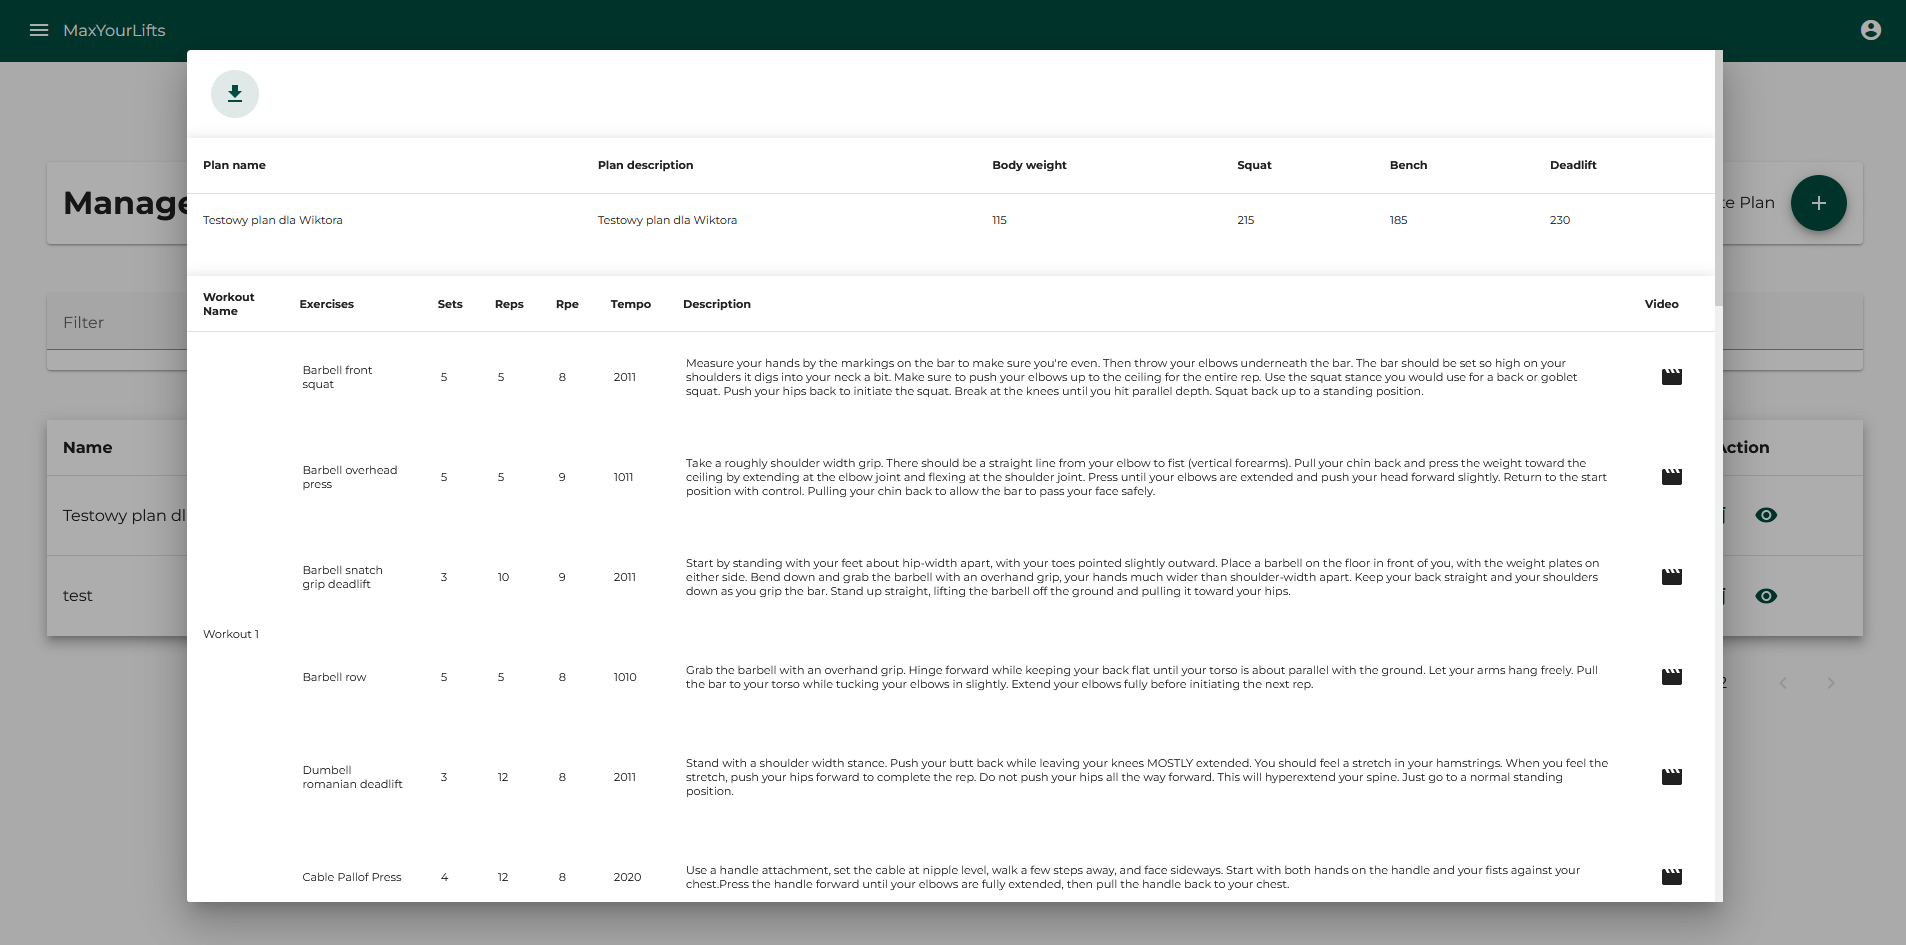 MaxYourLifts
Manage
te Plan
Filter
Name
Action
Testowy plan dl
test
2
Plan name Plan description Body weight Squat Bench Deadlift
Testowy plan dla Wiktora Testowy plan dla Wiktora 115 215 185 230
Workout
Name
Exercises Sets Reps Rpe Tempo Description Video
Workout 1
Barbell front
squat
5 5 8 2011
Measure your hands by the markings on the bar to make sure you're even. Then throw your elbows underneath the bar. The bar should be set so high on your
shoulders it digs into your neck a bit. Make sure to push your elbows up to the ceiling for the entire rep. Use the squat stance you would use for a back or goblet
squat. Push your hips back to initiate the squat. Break at the knees until you hit parallel depth. Squat back up to a standing position.
Barbell overhead
press
5 5 9 1011
Take a roughly shoulder width grip. There should be a straight line from your elbow to fist (vertical forearms). Pull your chin back and press the weight toward the
ceiling by extending at the elbow joint and flexing at the shoulder joint. Press until your elbows are extended and push your head forward slightly. Return to the start
position with control. Pulling your chin back to allow the bar to pass your face safely.
Barbell snatch
grip deadlift
3 10 9 2011
Start by standing with your feet about hip-width apart, with your toes pointed slightly outward. Place a barbell on the floor in front of you, with the weight plates on
either side. Bend down and grab the barbell with an overhand grip, your hands much wider than shoulder-width apart. Keep your back straight and your shoulders
down as you grip the bar. Stand up straight, lifting the barbell off the ground and pulling it toward your hips.
Barbell row
5 5 8 1010
Grab the barbell with an overhand grip. Hinge forward while keeping your back flat until your torso is about parallel with the ground. Let your arms hang freely. Pull
the bar to your torso while tucking your elbows in slightly. Extend your elbows fully before initiating the next rep.
Dumbell
romanian deadlift
3 12 8 2011
Stand with a shoulder width stance. Push your butt back while leaving your knees MOSTLY extended. You should feel a stretch in your hamstrings. When you feel the
stretch, push your hips forward to complete the rep. Do not push your hips all the way forward. This will hyperextend your spine. Just go to a normal standing
position.
Cable Pallof Press
4 12 8 2020
Use a handle attachment, set the cable at nipple level, walk a few steps away, and face sideways. Start with both hands on the handle and your fists against your
chest.Press the handle forward until your elbows are fully extended, then pull the handle back to your chest.